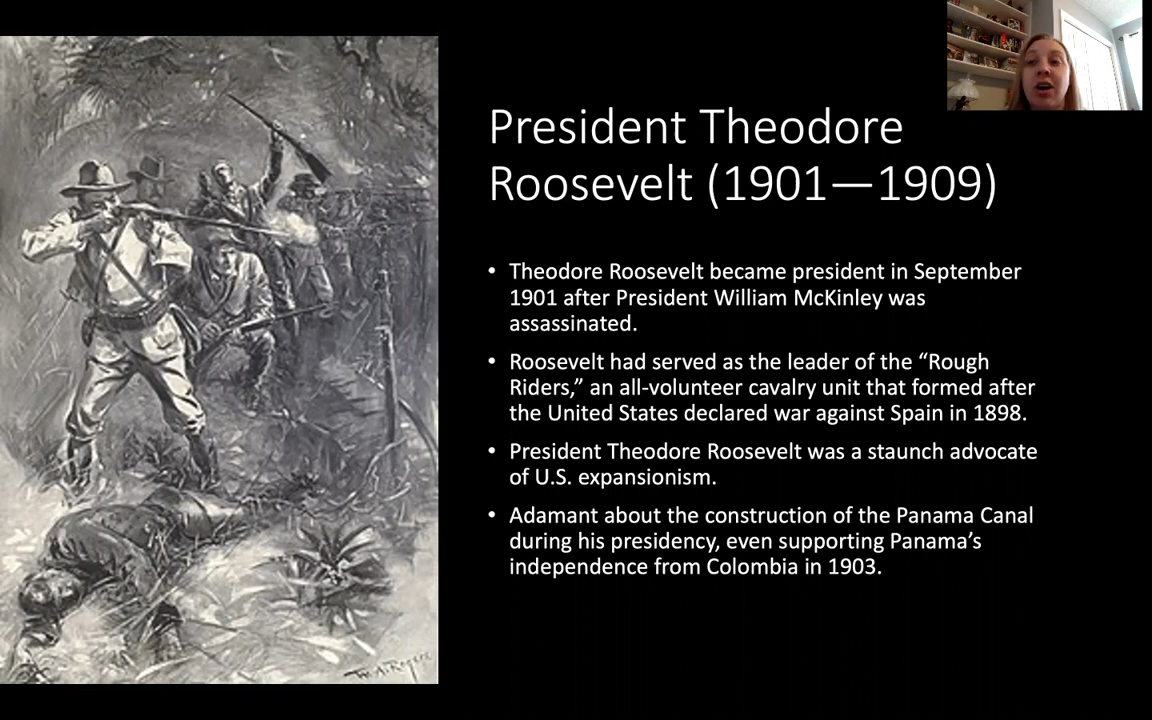 President Theodore
Roosevelt (1901—1909)
• Theodore Roosevelt became president in September
1901 after President William McKinley was
assassinated.
• Roosevelt had served as the leader of the “Rough
Riders,” an all-volunteer cavalry unit that formed after
the United States declared war against Spain in 1898.
• President Theodore Roosevelt was a staunch advocate
of U.S. expansionism.
• Adamant about the construction of the Panama Canal
during his presidency, even supporting Panama’s
independence from Colombia in 1903.
W.A.Rogers